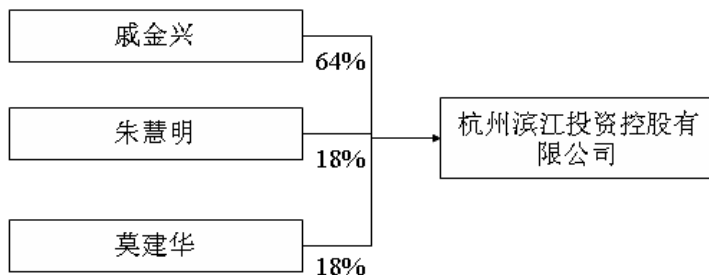 戚金兴
64%
朱慧明
18%
杭州滨江投资控股有
限公司
莫建华
18%